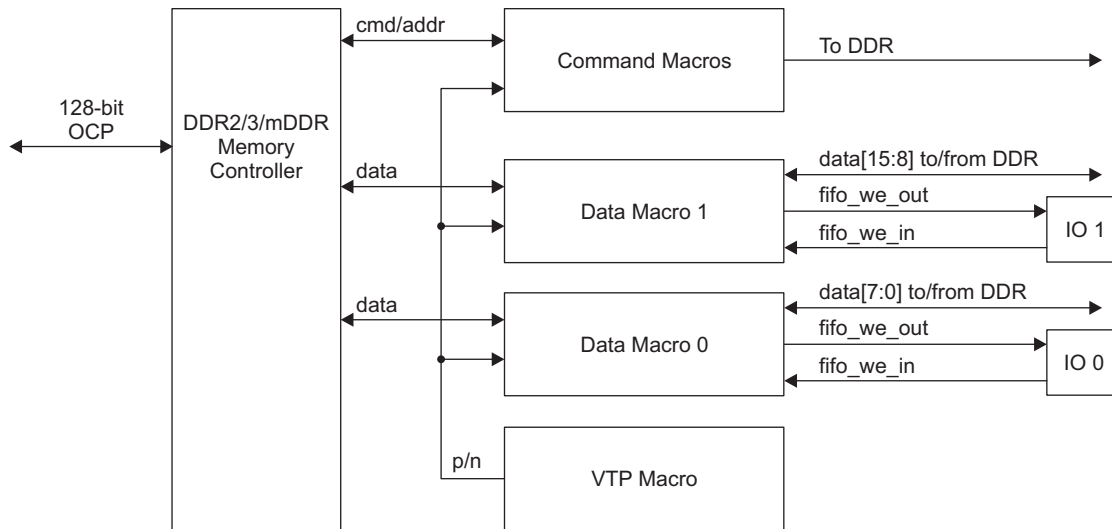 cmd/addr
Command Macros
To DDR
128-bit
OCP
DDR2/3/mDDR
Memory
Controller
data
Data Macro 1
data[15:8] to/from DDR
fifo_we_out
fifo_we_in
IO 1
data
Data Macro 0
data[7:0] to/from DDR
fifo_we_out
fifo_we_in
IO 0
p/n
VTP Macro